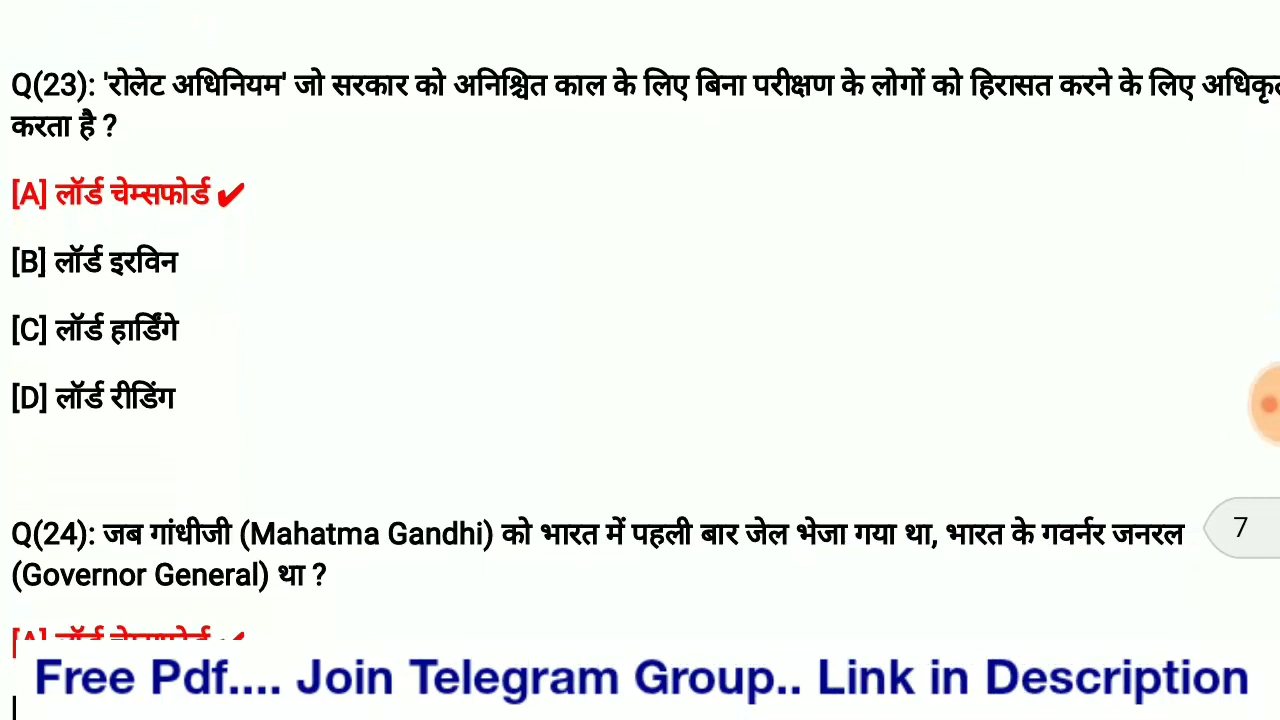 Q(23): 'रोलेट अधिनियम' जो सरकार को अनिश्चित काल के लिए बिना परीक्षण के लोगों को हिरासत करने के लिए अधिकृत
करता है ?
[A] लॉर्ड चेम्सफोर्ड ✔
[B] लॉर्ड इरविन
[C] लॉर्ड हार्डिंगे
[D] लॉर्ड रीडिंग
Q(24): जब गांधीजी (Mahatma Gandhi) को भारत में पहली बार जेल भेजा गया था, भारत के गवर्नर जनरल
7
(Governor General) था ?
[A] लॉर्ड चेम्सफोर्ड ✔
Free Pdf.... Join Telegram Group.. Link in Description